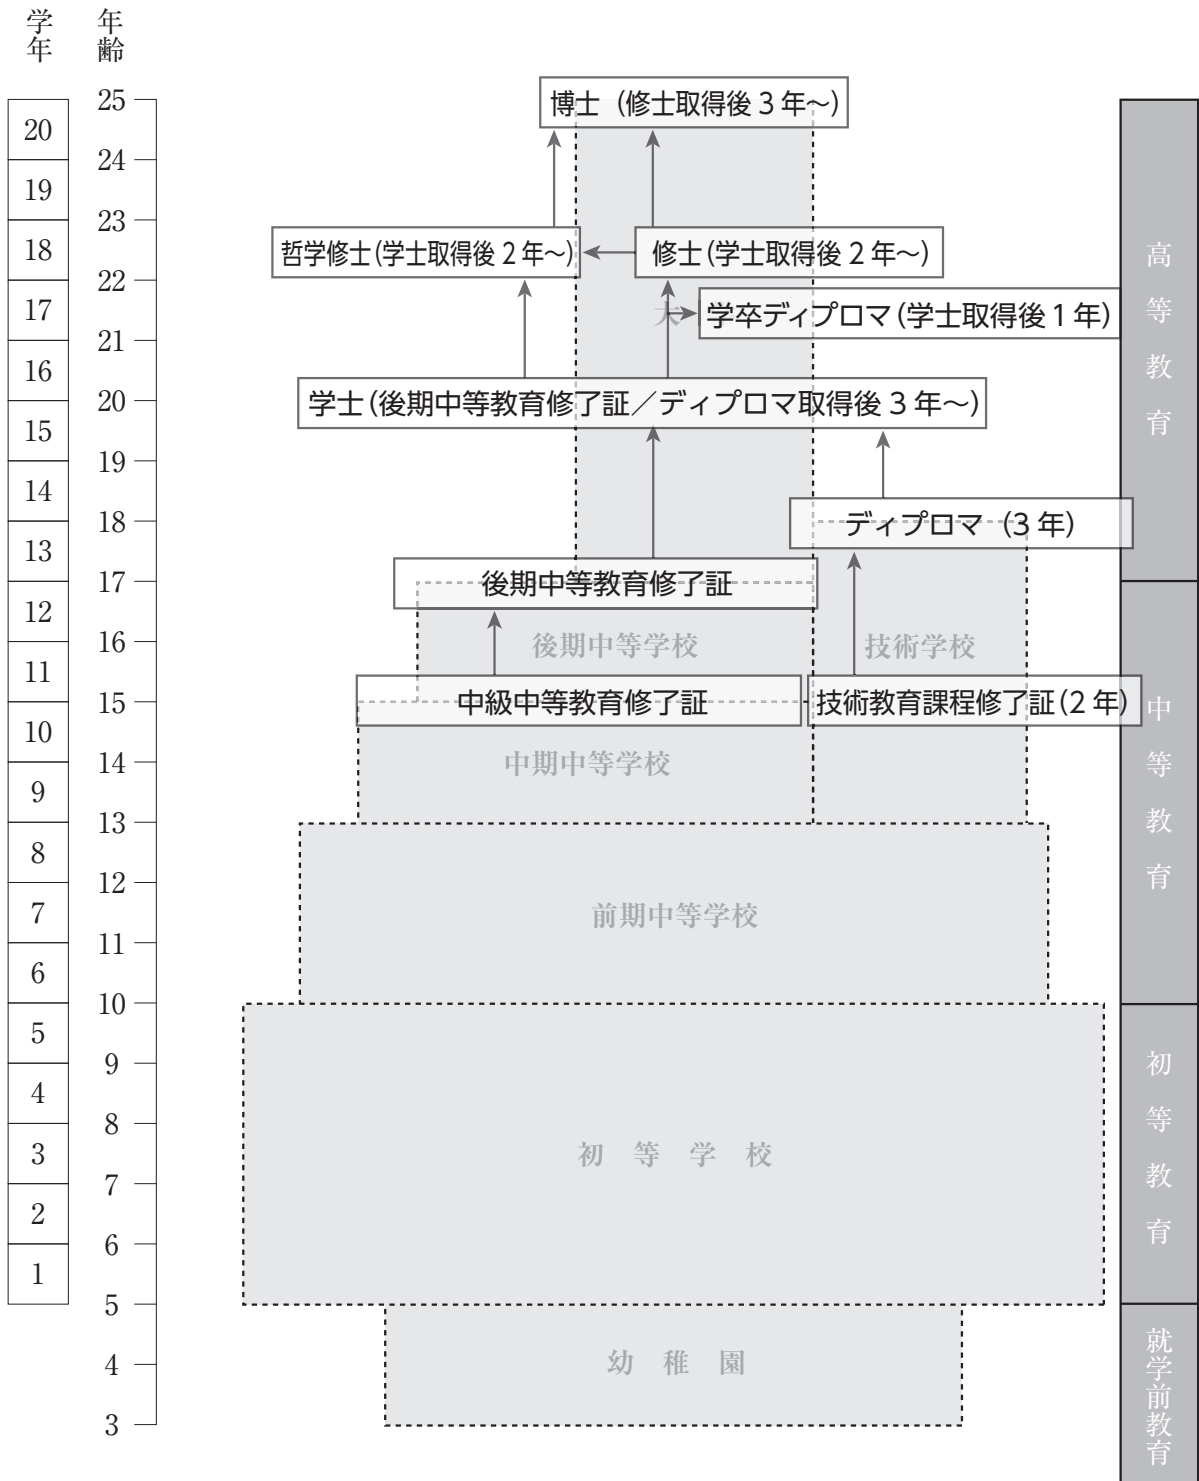 学年
年齢
20
19
18
17
16
15
14
13
12
11
10
9
8
7
6
5
4
3
2
1
25
24
23
22
21
20
19
18
17
16
15
14
13
12
11
10
9
8
7
6
5
4
3
博士（修士取得後３年～）
哲学修士（学士取得後２年～）
修士（学士取得後２年～）
大
学卒ディプロマ（学士取得後１年）
学士（後期中等教育修了証／ディプロマ取得後３年～）
ディプロマ（３年）
後期中等教育修了証
後期中等学校
技術学校
中級中等教育修了証
技術教育課程修了証（２年）
中期中等学校
前期中等学校
初等学校
幼稚園
高等教育
中等教育
初等教育
就学前教育